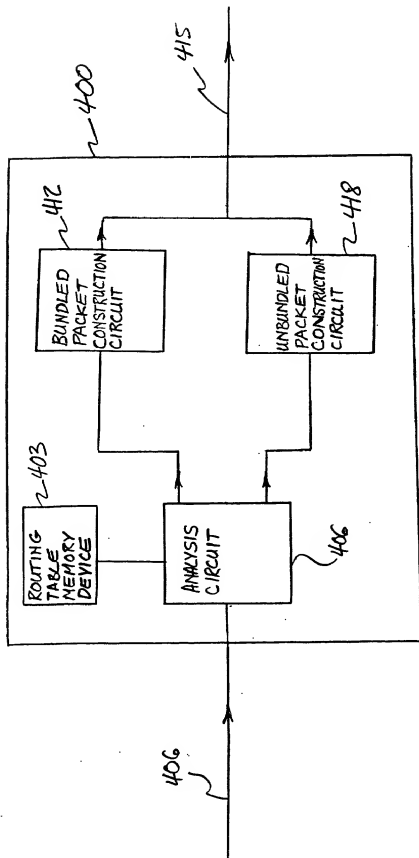 400
415
412
BUNDLED
PACKET
CONSTRUCTION
CIRCUIT
403
ROUTING
TABLE
MEMORY
DEVICE
ANALYSIS
CIRCUIT
406
406
UNBUNDLED
PACKET
CONSTRUCTION
CIRCUIT
418